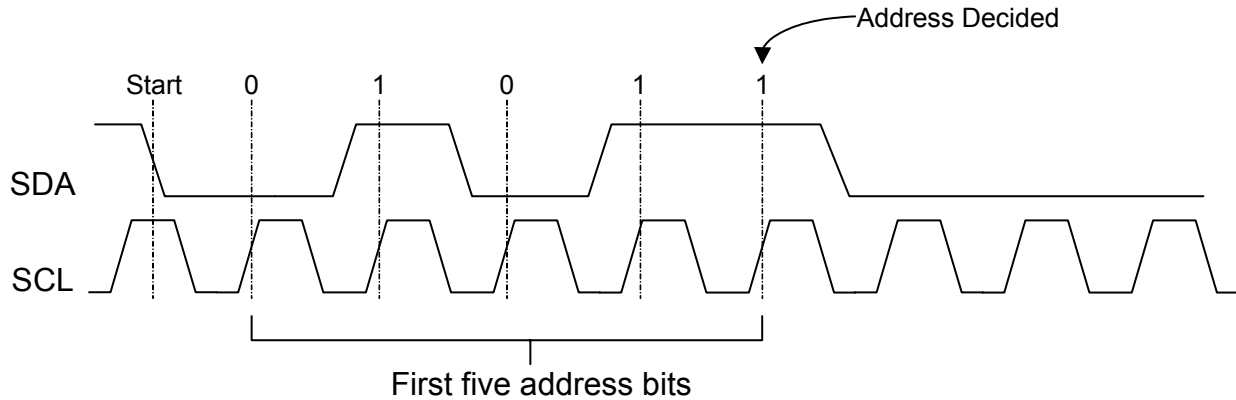 Address Decided
Start 0 1 0 1 1
SDA
SCL
First five address bits